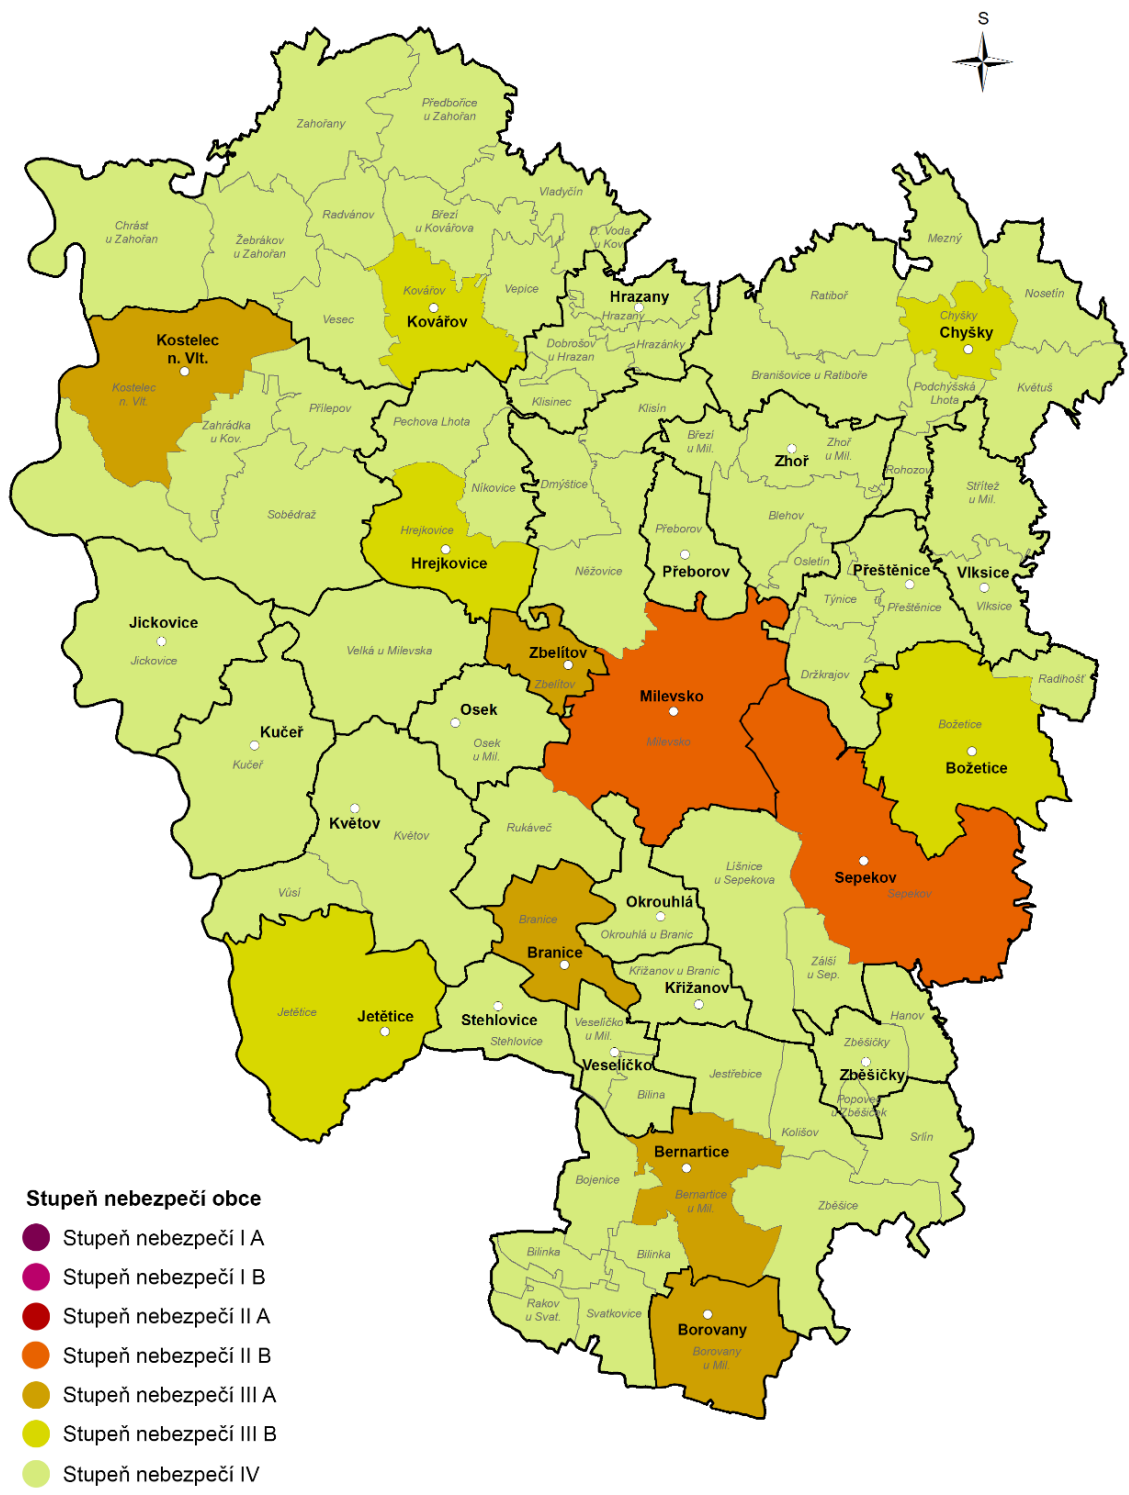 S
Předbořice
u Zahořan
Zahořany
Vladyčín
Radvánov
Březí
u Kovářova
D. Voda
u Kov.
Chrást
u Zahořan
Žebrákov
u Zahořan
Mezný
Kovářov
Kovářov
Vepice
Hrazany
Hrazany
Ratiboř
Nosetín
Chyšky
Chyšky
Vesec
Kostelec
n. Vlt.
Kostelec
n. Vlt.
Dobrošov
u Hrazan
Hrazánky
Branišovice u Ratiboře
Podchýšská
Lhota
Květuš
Klisinec
Klisín
Přílepov
Pechova Lhota
Zahrádka
u Kov.
Březí
u Mil.
Zhoř
Zhoř
u Mil.
Rohozov
Střítež
u Mil.
Níkovice
Dmýštice
Sobědraž
Blehov
Hrejkovice
Hrejkovice
Přeborov
Přeborov
Něžovice
Osletín
Přeštěnice
Přeštěnice
Vlksice
Vlksice
Týnice
Jickovice
Jickovice
Velká u Milevska
Zbelítov
Zbelítov
Držkrajov
Radihošť
Milevsko
Milevsko
Osek
Osek
u Mil.
Kučeř
Kučeř
Božetice
Božetice
Květov
Květov
Rukáveč
Líšnice
u Sepekova
Sepekov
Sepekov
Vůsí
Okrouhlá
Okrouhlá u Branic
Branice
Branice
Zálší
u Sep.
Křižanov u Branic
Křižanov
Jetětice
Jetětice
Stehlovice
Stehlovice
Veselíčko
u Mil.
Veselíčko
Hanov
Zběšičky
Zběšičky
Jestřebice
Bilina
Popovec
u Zběšiček
Kolišov
Srlín
Bernartice
Bernartice
u Mil.
Bojenice
Zběšice
Bilinka
Bilinka
Rakov
u Svat.
Svatkovice
Borovany
Borovany
u Mil.
Stupeň nebezpečí obce
Stupeň nebezpečí I A
Stupeň nebezpečí I B
Stupeň nebezpečí II A
Stupeň nebezpečí II B
Stupeň nebezpečí III A
Stupeň nebezpečí III B
Stupeň nebezpečí IV